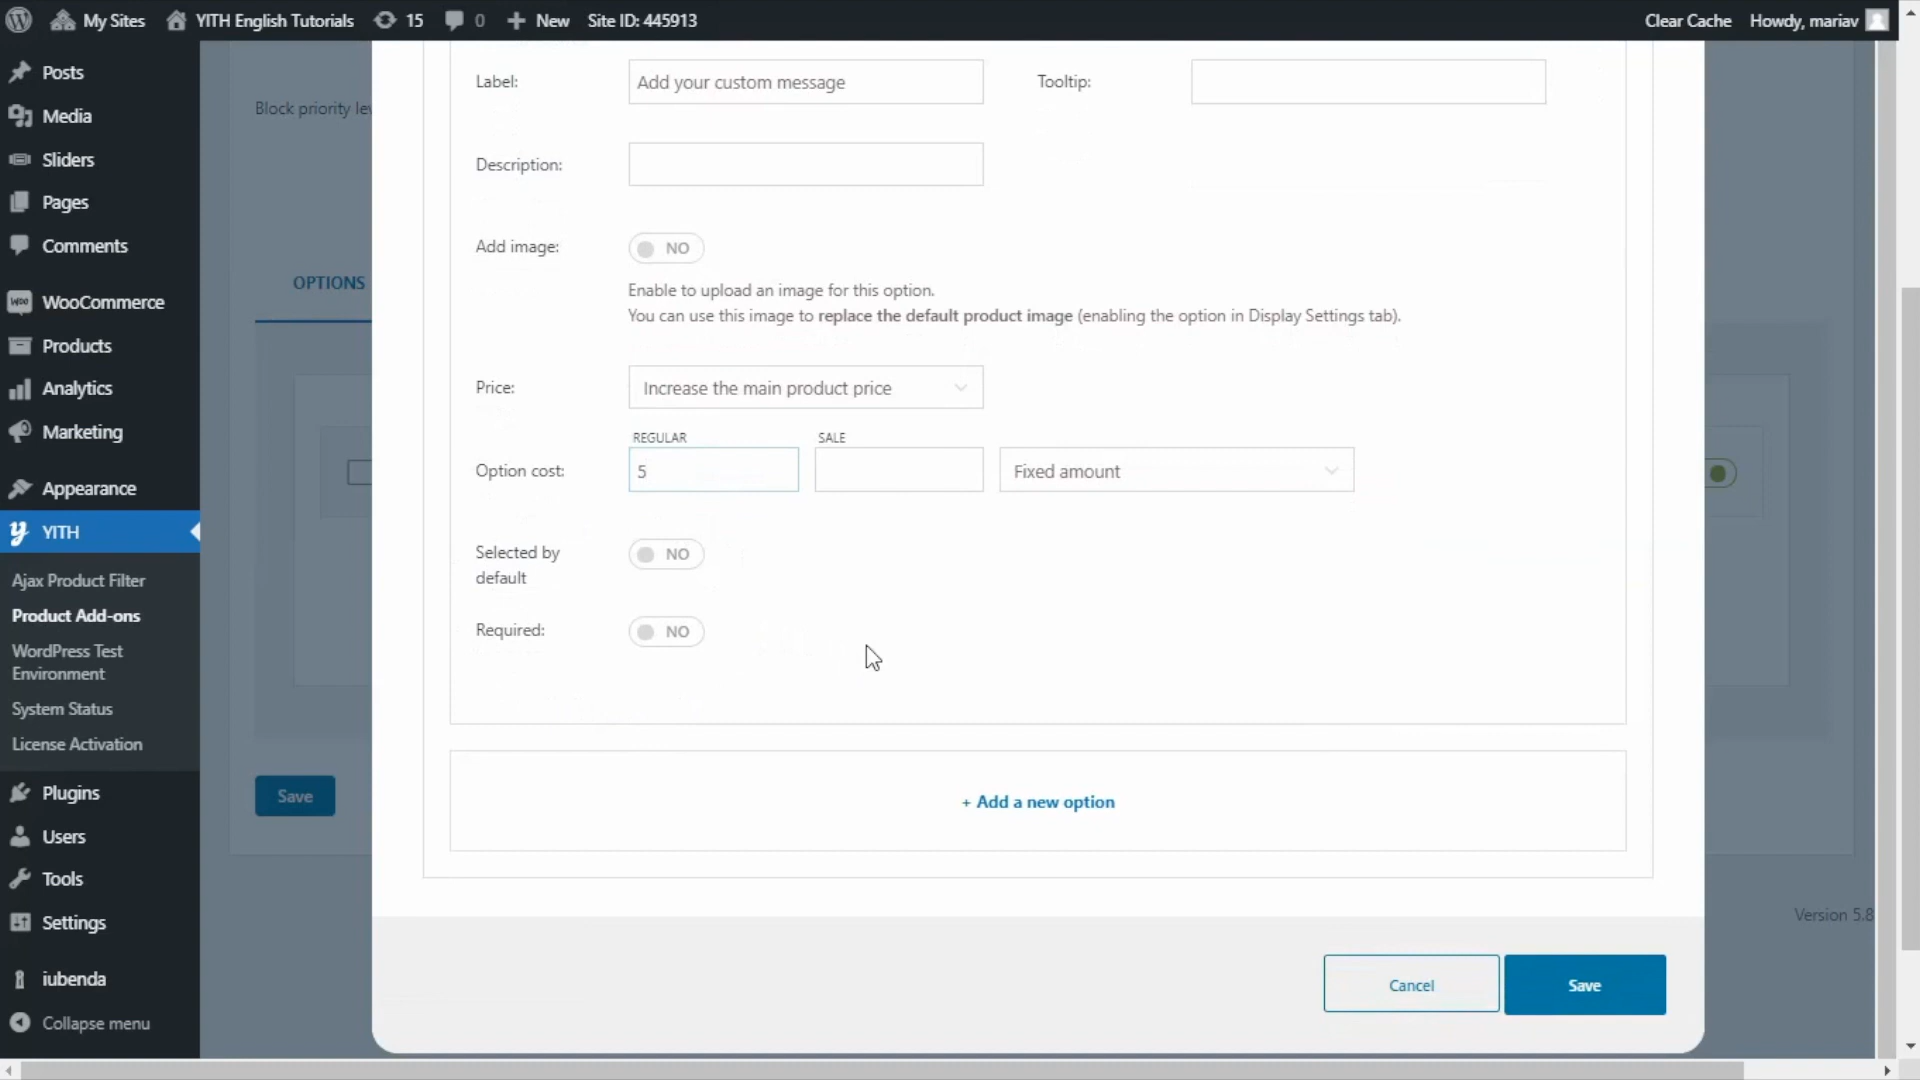 My Sites
YITH English Tutorials
15
0
New
Site ID: 445913
Clear Cache
Howdy, mariav
Posts
Media
Sliders
Pages
Comments
WooCommerce
Products
Analytics
Marketing
Appearance
YITH
Ajax Product Filter
Product Add-ons
WordPress Test
Environment
System Status
License Activation
Plugins
Users
Tools
Settings
iubenda
Collapse menu
Block priority lev
OPTIONS
Save
Label:
Add your custom message
Tooltip:
Description:
Add image:
NO
Enable to upload an image for this option.
You can use this image to replace the default product image (enabling the option in Display Settings tab).
Price:
Increase the main product price
REGULAR
SALE
Option cost:
5
Fixed amount
Selected by
default
NO
Required:
NO
+ Add a new option
Version 5.8
Cancel
Save